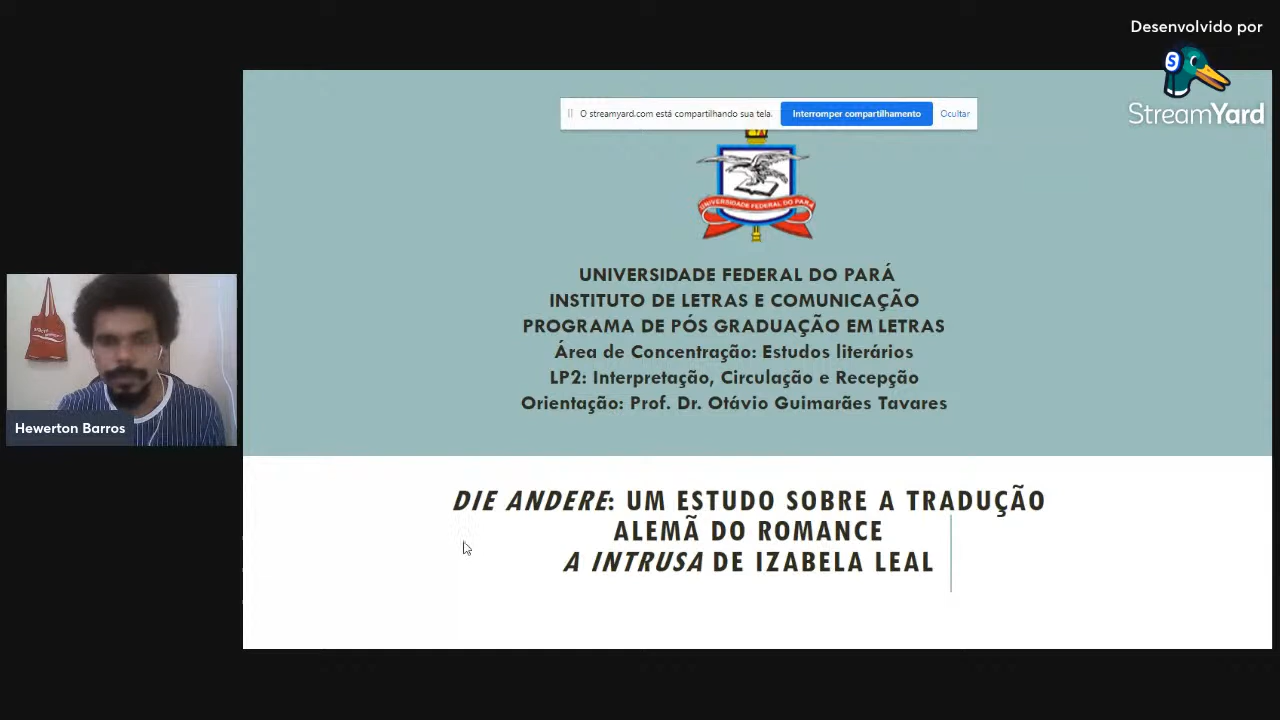 Desenvolvido por
StreamYard
O streamyard.com está compartilhando sua tela.
Interromper compartilhamento
Ocultar
UNIVERSIDADE FEDERAL DO PARÁ
UNIVERSIDADE FEDERAL DO PARÁ
INSTITUTO DE LETRAS E COMUNICAÇÃO
PROGRAMA DE PÓS GRADUAÇÃO EM LETRAS
Área de Concentração: Estudos literários
LP2: Interpretação, Circulação e Recepção
Orientação: Prof. Dr. Otávio Guimarães Tavares
Hewerton Barros
DIE ANDERE: UM ESTUDO SOBRE A TRADUÇÃO
ALEMÃ DO ROMANCE
A INTRUSA DE IZABELA LEAL